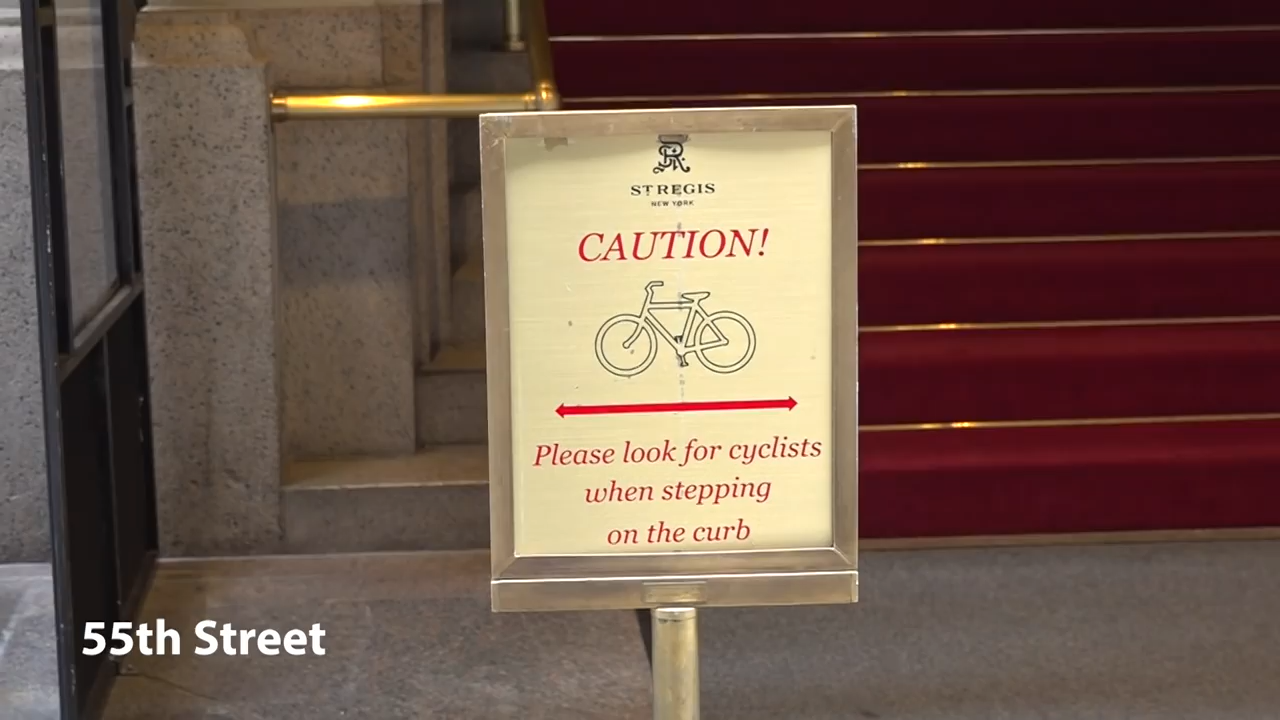 ST REGIS
NEW YORK
CAUTION!
Please look for cyclists
when stepping
on the curb
55th Street